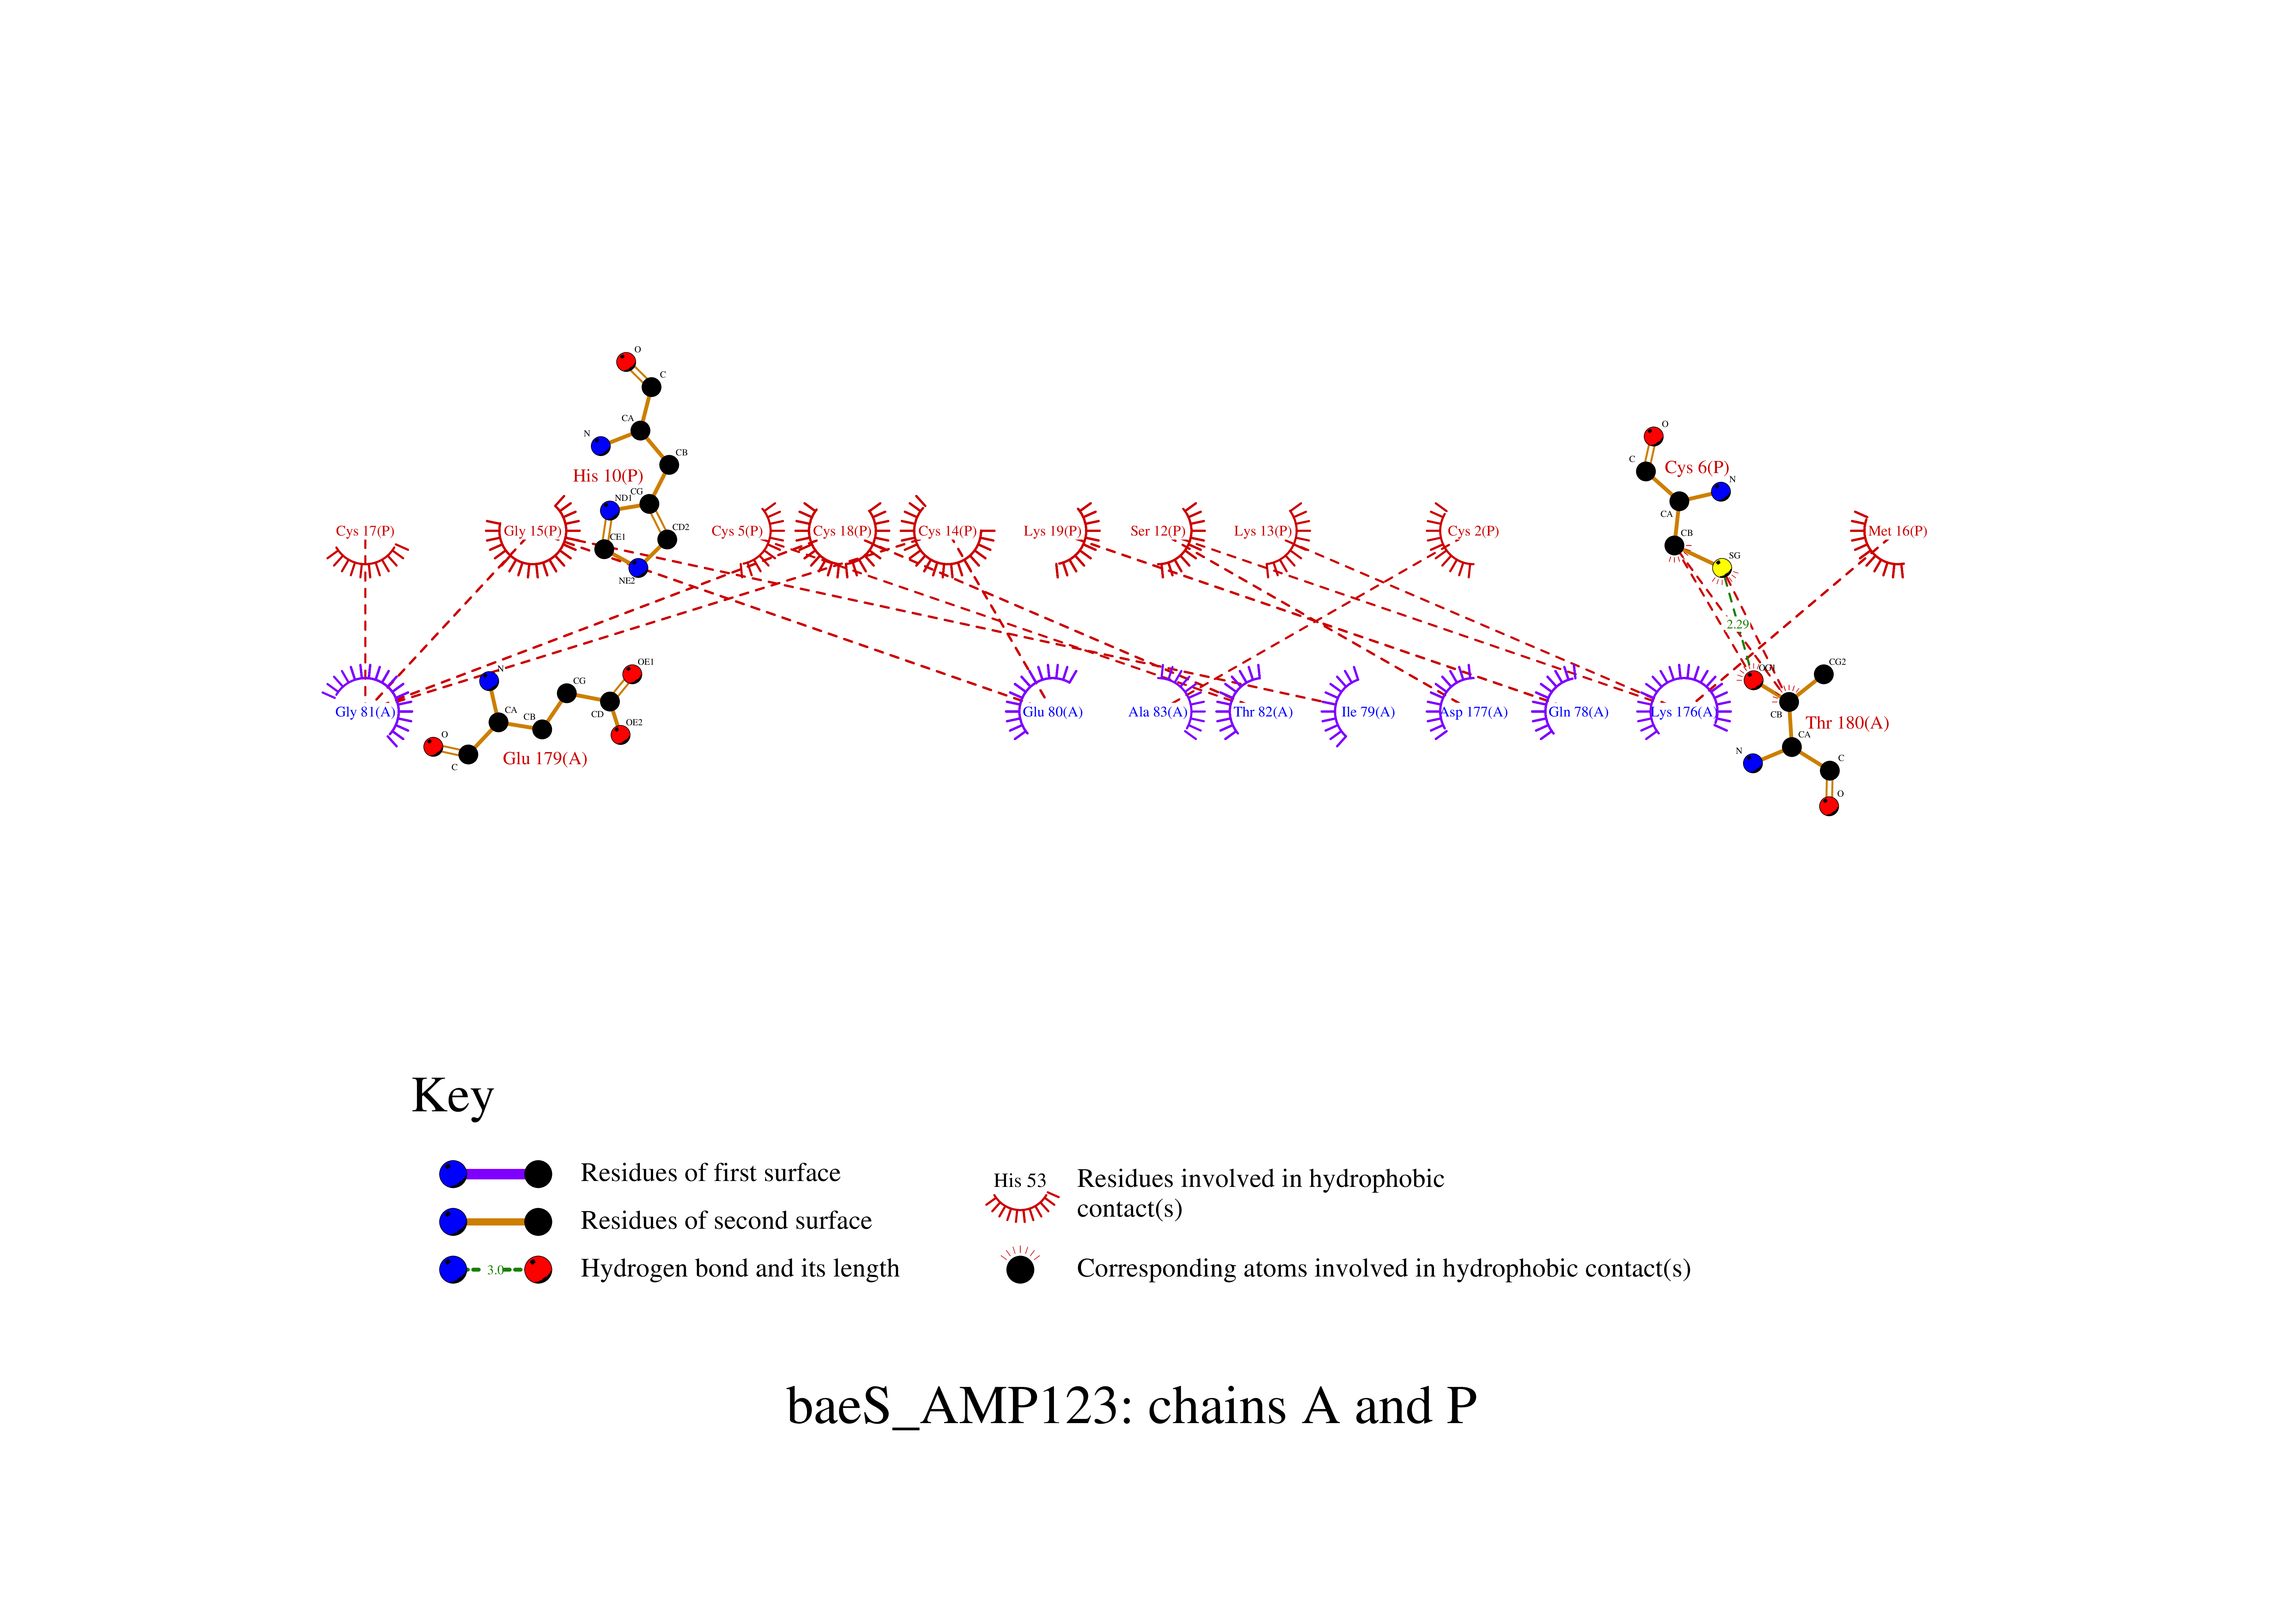 O
C
CA
N
CB
His 10(P)
CG
ND1
CD2
CE1
NE2
O
C
Cys 6(P)
N
CA
CB
SG
Cys 17(P)
Gly 15(P)
Cys 5(P)
Cys 18(P)
Cys 14(P)
Lys 19(P)
Ser 12(P)
Lys 13(P)
Cys 2(P)
Met 16(P)
2.29
N
CG
OE1
CA
CB
CD
OE2
O
C
Glu 179(A)
CG2
CB
Thr 180(A)
CA
N
C
O
Gly 81(A)
Glu 80(A)
Ala 83(A)
Thr 82(A)
Ile 79(A)
Asp 177(A)
Gln 78(A)
Lys 176(A)
Key
Residues of first surface
Residues of second surface
3.0
Hydrogen bond and its length
His 53
Residues involved in hydrophobic
contact(s)
Corresponding atoms involved in hydrophobic contact(s)
baeS_AMP123: chains A and P